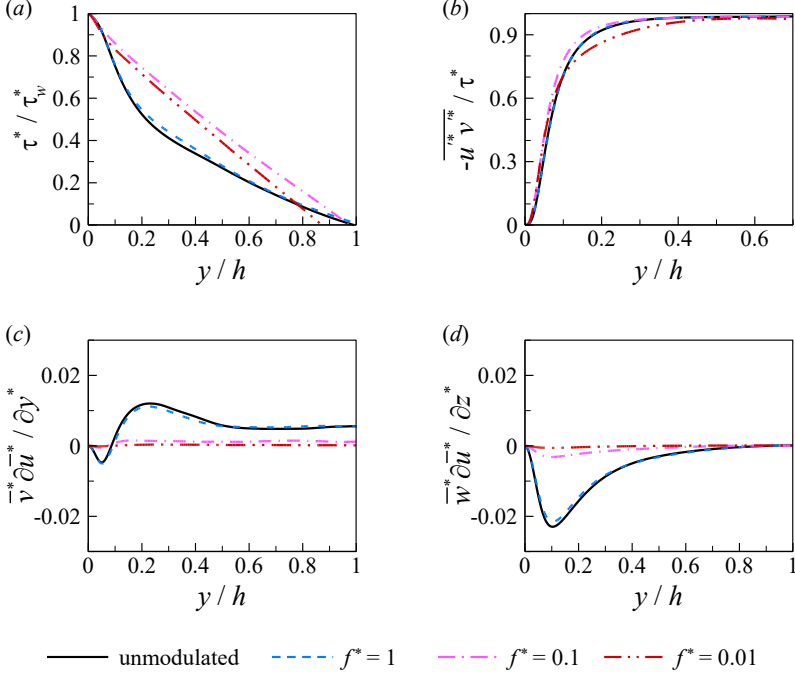 (a)
1
0.8
0.6
0.4
0.2
0
τ* / τ*w
0 0.2 0.4 0.6 0.8 1
y / h
(b)
0.9
0.6
0.3
0
-u'* v'* / τ*
0 0.2 0.4 0.6
y / h
(c)
0.02
0
-0.02
v̅* ∂u̅* / ∂y*
0 0.2 0.4 0.6 0.8 1
y / h
(d)
0.02
0
-0.02
w̅* ∂u̅* / ∂z*
0 0.2 0.4 0.6 0.8 1
y / h
unmodulated f* = 1 f* = 0.1 f* = 0.01